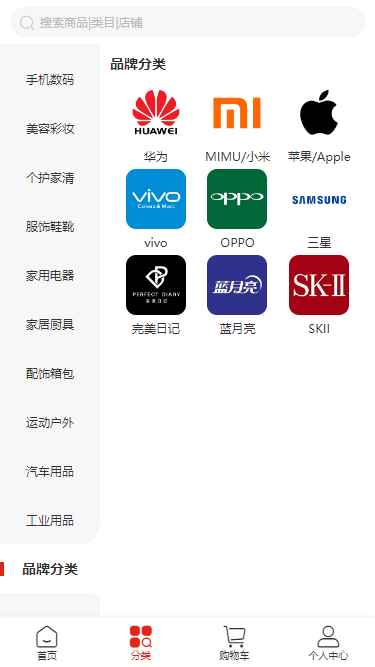 搜索商品|类目|店铺
手机数码
美容彩妆
个护家清
服饰鞋靴
家用电器
家居厨具
配饰箱包
运动户外
汽车用品
工业用品
品牌分类
品牌分类
HUAWEI
mi
华为
MIMU/小米
苹果/Apple
vivo
Camera & Music
oppo
SAMSUNG
vivo
OPPO
三星
PERFECT DIARY
完美日记
蓝月亮
SK-II
完美日记
蓝月亮
SKII
首页
分类
购物车
个人中心